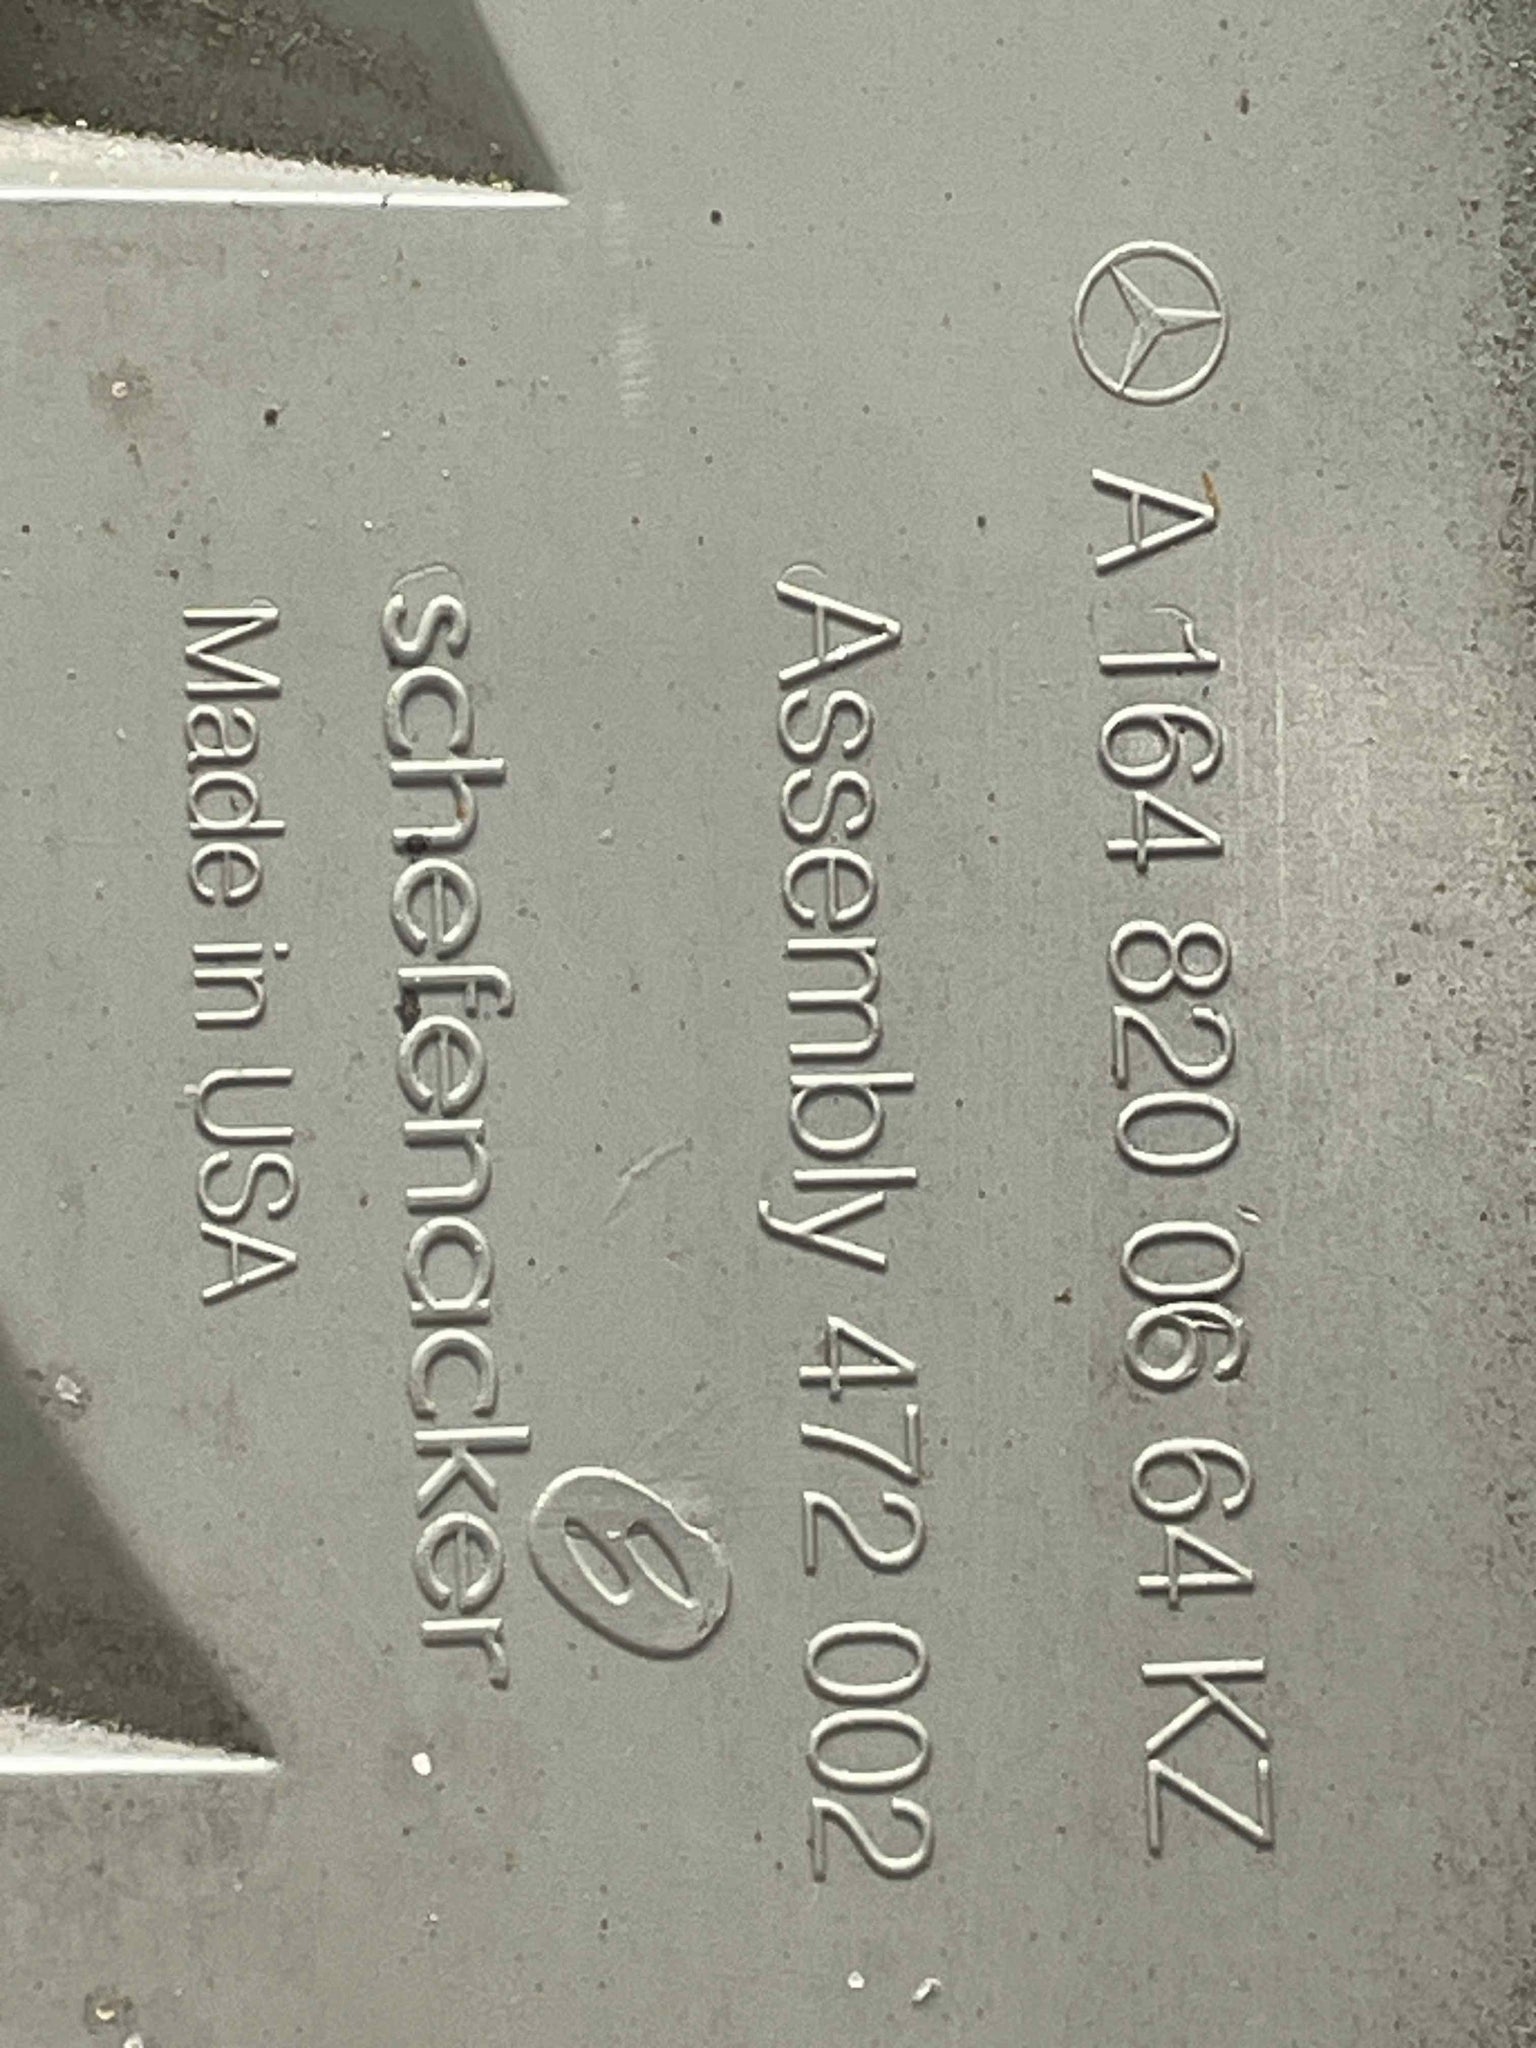 A 164 820 06 64 KZ
Assembly 472 002
schefenacker
Made in USA